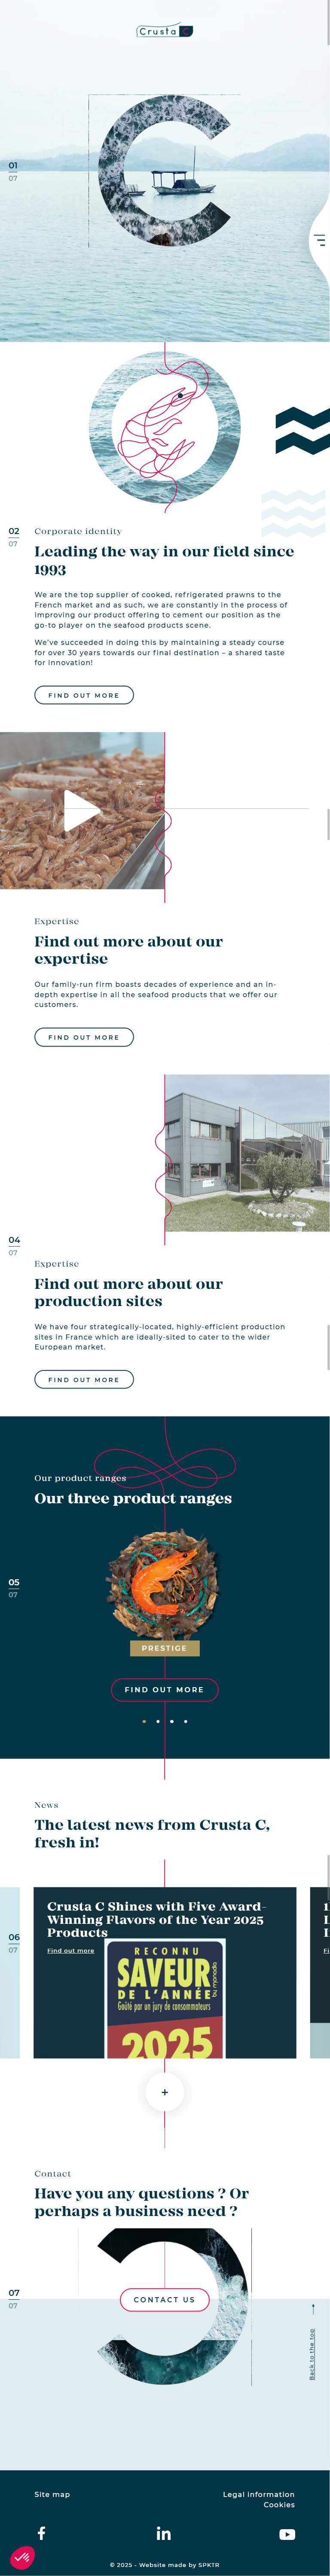 Crusta C
01
07
02
07
Corporate identity
Leading the way in our field since
1993
We are the top supplier of cooked, refrigerated prawns to the
French market and as such, we are constantly in the process of
improving our product offering to cement our position as the
go-to player on the seafood products scene.
We've succeeded in doing this by maintaining a steady course
for over 30 years towards our final destination – a shared taste
for innovation!
FIND OUT MORE
Expertise
Find out more about our
expertise
Our family-run firm boasts decades of experience and an in-
depth expertise in all the seafood products that we offer our
customers.
FIND OUT MORE
04
07
Expertise
Find out more about our
production sites
We have four strategically-located, highly-efficient production
sites in France which are ideally-sited to cater to the wider
European market.
FIND OUT MORE
Our product ranges
Our three product ranges
05
07
PRESTIGE
FIND OUT MORE
News
The latest news from Crusta C,
fresh in!
06
07
Crusta C Shines with Five Award-
Winning Flavors of the Year 2025
Products
Find out more
RECONNU
SAVEUR
DE L'ANNÉE
by monadia
Goûté par un jury de consommateurs
2025
+
Contact
Have you any questions ? Or
perhaps a business need ?
07
07
CONTACT US
Back to the top
Site map
Legal information
Cookies
© 2025 - Website made by SPKTR